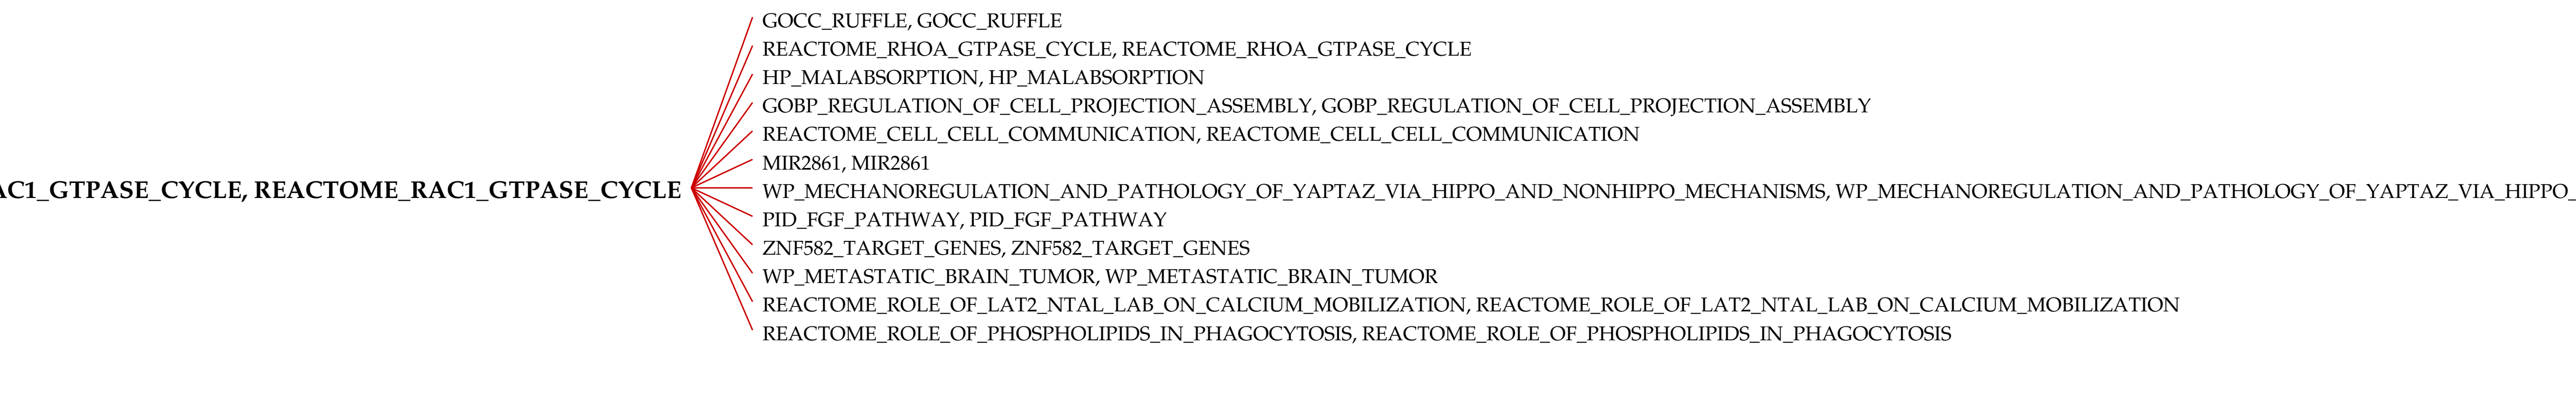 GOCC_RUFFLE, GOCC_RUFFLE
REACTOME_RHOA_GTPASE_CYCLE, REACTOME_RHOA_GTPASE_CYCLE
HP_MALABSORPTION, HP_MALABSORPTION
GOBP_REGULATION_OF_CELL_PROJECTION_ASSEMBLY, GOBP_REGULATION_OF_CELL_PROJECTION_ASSEMBLY
REACTOME_CELL_CELL_COMMUNICATION, REACTOME_CELL_CELL_COMMUNICATION
MIR2861, MIR2861
AC1_GTPASE_CYCLE, REACTOME_RAC1_GTPASE_CYCLE
WP_MECHANOREGULATION_AND_PATHOLOGY_OF_YAPTAZ_VIA_HIPPO_AND_NONHIPPO_MECHANISMS, WP_MECHANOREGULATION_AND_PATHOLOGY_OF_YAPTAZ_VIA_HIPPO_
PID_FGF_PATHWAY, PID_FGF_PATHWAY
ZNF582_TARGET_GENES, ZNF582_TARGET_GENES
WP_METASTATIC_BRAIN_TUMOR, WP_METASTATIC_BRAIN_TUMOR
REACTOME_ROLE_OF_LAT2_NTAL_LAB_ON_CALCIUM_MOBILIZATION, REACTOME_ROLE_OF_LAT2_NTAL_LAB_ON_CALCIUM_MOBILIZATION
REACTOME_ROLE_OF_PHOSPHOLIPIDS_IN_PHAGOCYTOSIS, REACTOME_ROLE_OF_PHOSPHOLIPIDS_IN_PHAGOCYTOSIS